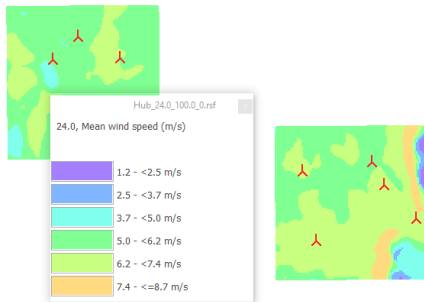 Hub_24.0_100.0_0.rsf
24.0, Mean wind speed (m/s)
1.2 - <2.5 m/s
2.5 - <3.7 m/s
3.7 - <5.0 m/s
5.0 - <6.2 m/s
6.2 - <7.4 m/s
7.4 - <=8.7 m/s